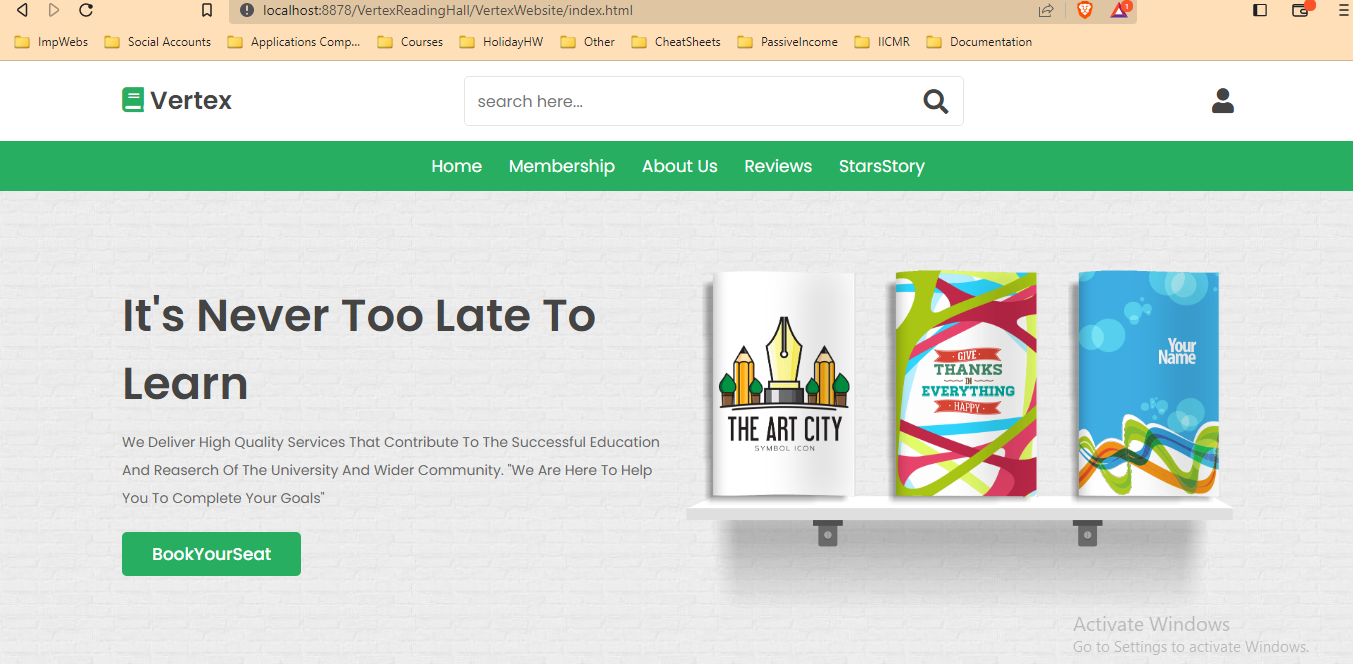 localhost:8878/VertexReadingHall/VertexWebsite/index.html
1
ImpWebs Social Accounts Applications Comp... Courses HolidayHW Other CheatSheets PassiveIncome IICMR Documentation
Vertex
search here...
Home Membership About Us Reviews StarsStory
It's Never Too Late To
Learn
We Deliver High Quality Services That Contribute To The Successful Education
And Reaserch Of The University And Wider Community. "We Are Here To Help
You To Complete Your Goals"
BookYourSeat
THE ART CITY
SYMBOL ICON
· GIVE ·
THANKS
IN
EVERYTHING
· HAPPY ·
Your
Name
Activate Windows
Go to Settings to activate Windows.